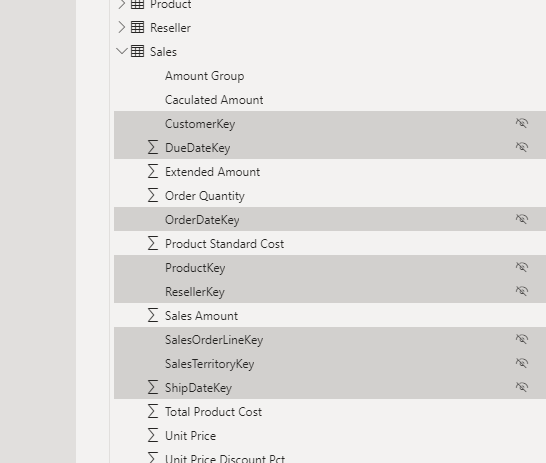 Product
Reseller
Sales
Amount Group
Caculated Amount
CustomerKey
DueDateKey
Extended Amount
Order Quantity
OrderDateKey
Product Standard Cost
ProductKey
ResellerKey
Sales Amount
SalesOrderLineKey
SalesTerritoryKey
ShipDateKey
Total Product Cost
Unit Price
Unit Price Discount Pct